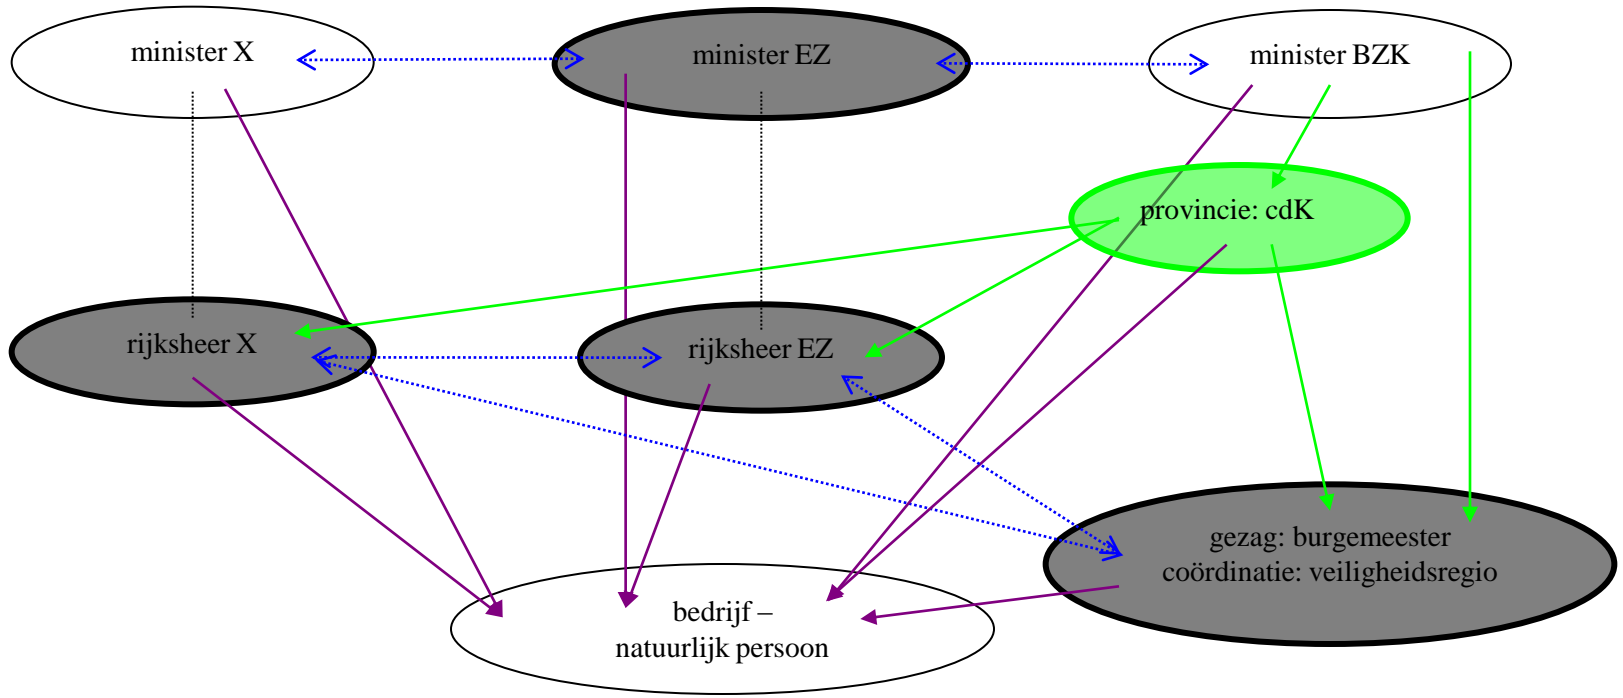 minister X
minister EZ
minister BZK
provincie: cdK
rijksheer X
rijksheer EZ
gezag: burgemeester
coördinatie: veiligheidsregio
bedrijf –
natuurlijk persoon